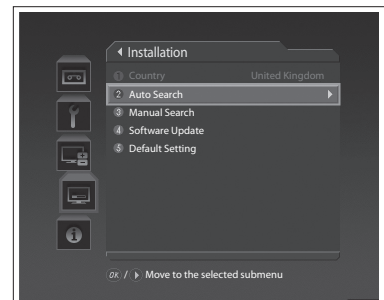 Installation
1 Country United Kingdom
2 Auto Search
3 Manual Search
4 Software Update
5 Default Setting
OK / Move to the selected submenu